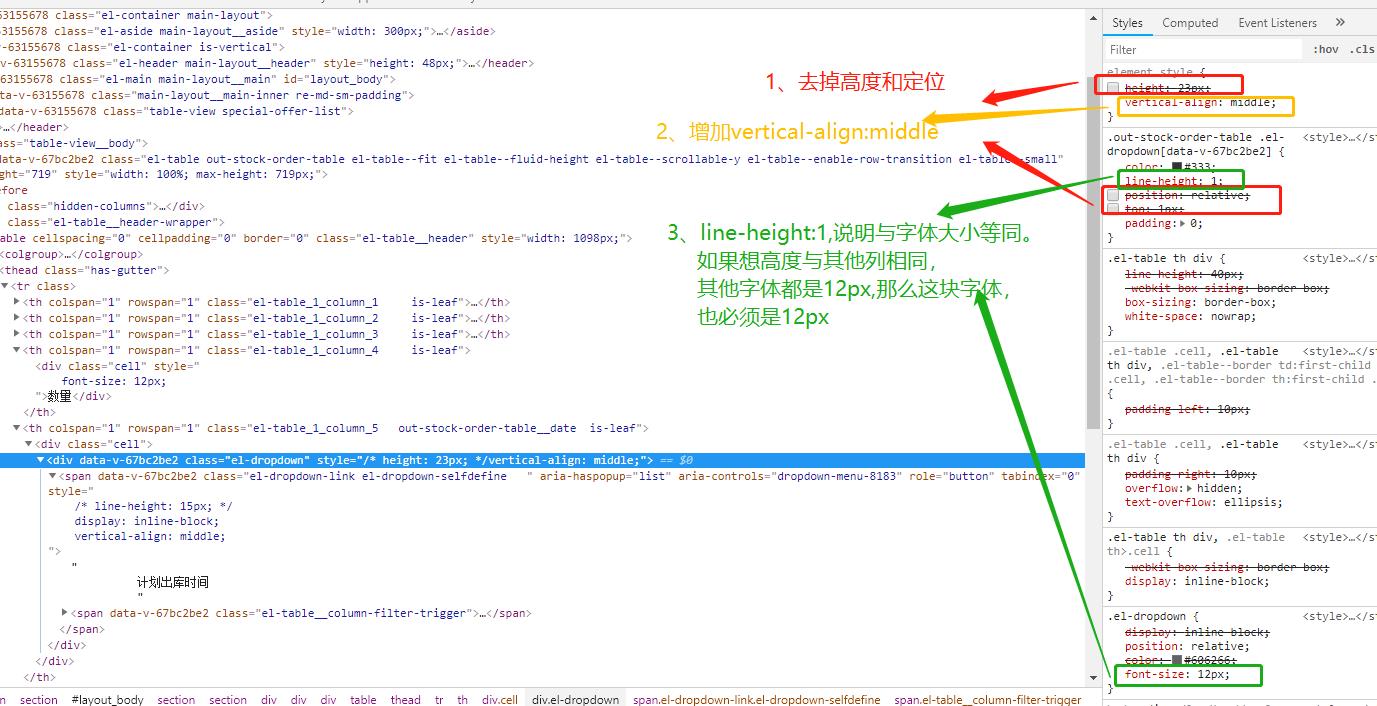 63155678 class="el-container main-layout">
63155678 class="el-aside main-layout__aside" style="width: 300px;">…</aside>
v-63155678 class="el-container is-vertical">
v-63155678 class="el-header main-layout__header" style="height: 48px;">…</header>
63155678 class="el-main main-layout__main" id="layout_body">
ata-v-63155678 class="main-layout__main-inner re-md-sm-padding">
data-v-63155678 class="table-view special-offer-list">
>…</header>
ass="table-view__body">
data-v-67bc2be2 class="el-table out-stock-order-table el-table--fit el-table--fluid-height el-table--scrollable-y el-table--enable-row-transition el-table--small"
ght="719" style="width: 100%; max-height: 719px;">
efore
class="hidden-columns">…</div>
class="el-table__header-wrapper">
able cellspacing="0" cellpadding="0" border="0" class="el-table__header" style="width: 1098px;">
<colgroup>…</colgroup>
<thead class="has-gutter">
▼<tr class>
▶<th colspan="1" rowspan="1" class="el-table_1_column_1     is-leaf">…</th>
▶<th colspan="1" rowspan="1" class="el-table_1_column_2     is-leaf">…</th>
▶<th colspan="1" rowspan="1" class="el-table_1_column_3     is-leaf">…</th>
▼<th colspan="1" rowspan="1" class="el-table_1_column_4     is-leaf">
<div class="cell" style="
font-size: 12px;
">数量</div>
</th>
▼<th colspan="1" rowspan="1" class="el-table_1_column_5   out-stock-order-table__date  is-leaf">
▼<div class="cell">
▼<div data-v-67bc2be2 class="el-dropdown" style="/* height: 23px; */vertical-align: middle;"> == $0
▼<span data-v-67bc2be2 class="el-dropdown-link el-dropdown-selfdefine   " aria-haspopup="list" aria-controls="dropdown-menu-8183" role="button" tabindex="0"
style="
/* line-height: 15px; */
display: inline-block;
vertical-align: middle;
">
"
计划出库时间
"
▶<span data-v-67bc2be2 class="el-table__column-filter-trigger">…</span>
</span>
</div>
</div>
</th>
section #layout_body section section div div div table thead tr th div.cell div.el-dropdown span.el-dropdown-link.el-dropdown-selfdefine span.el-table__column-filter-trigger
1、去掉高度和定位
2、增加vertical-align:middle
3、line-height:1,说明与字体大小等同。
如果想高度与其他列相同，
其他字体都是12px,那么这块字体，
也必须是12px
Styles Computed Event Listeners »
Filter :hov .cls
element.style {
height: 23px;
vertical-align: middle;
}
.out-stock-order-table .el- <style>…</st
dropdown[data-v-67bc2be2] {
color: #333;
line-height: 1;
position: relative;
top: 1px;
padding:▶ 0;
}
.el-table th div { <style>…</st
line-height: 40px;
-webkit-box-sizing: border-box;
box-sizing: border-box;
white-space: nowrap;
}
.el-table .cell, .el-table <style>…</st
th div, .el-table--border td:first-child
.cell, .el-table--border th:first-child .
{
padding-left: 10px;
}
.el-table .cell, .el-table <style>…</st
th div {
padding-right: 10px;
overflow:▶ hidden;
text-overflow: ellipsis;
}
.el-table th div, .el-table <style>…</st
th>.cell {
-webkit-box-sizing: border-box;
display: inline-block;
}
.el-dropdown { <style>…</st
display: inline-block;
position: relative;
color: #606266;
font-size: 12px;
}